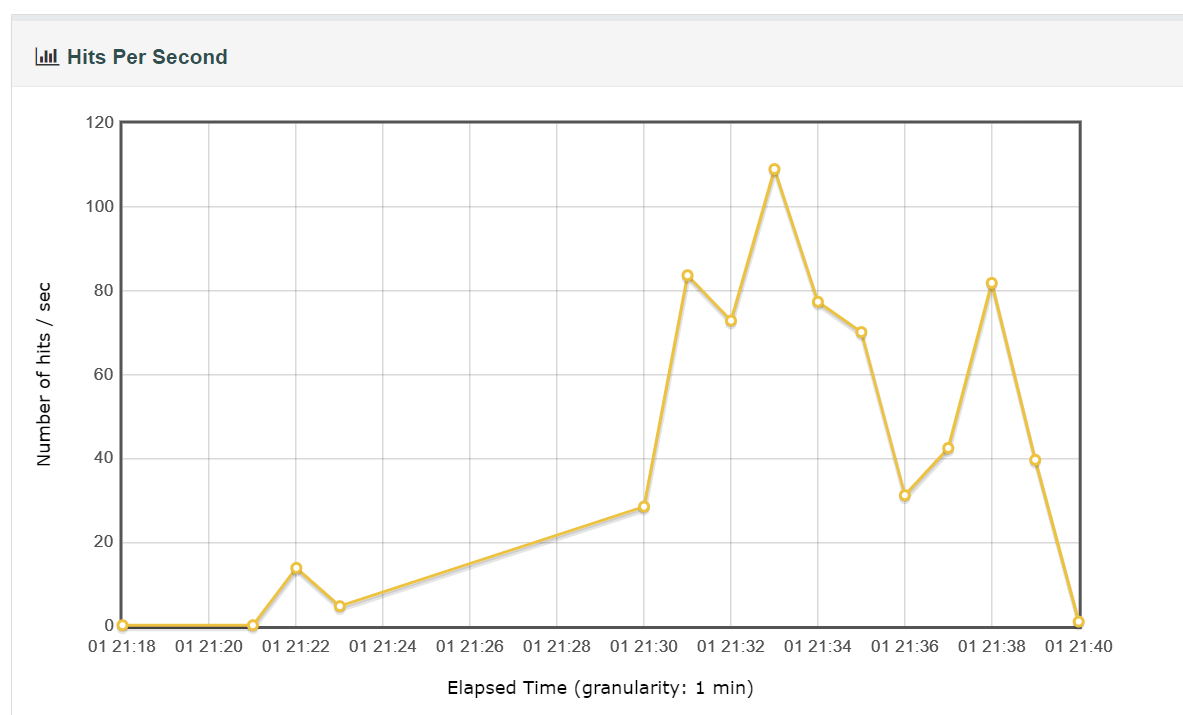 Hits Per Second
120
100
80
60
40
20
0
Number of hits / sec
01 21:18 01 21:20 01 21:22 01 21:24 01 21:26 01 21:28 01 21:30 01 21:32 01 21:34 01 21:36 01 21:38 01 21:40
Elapsed Time (granularity: 1 min)